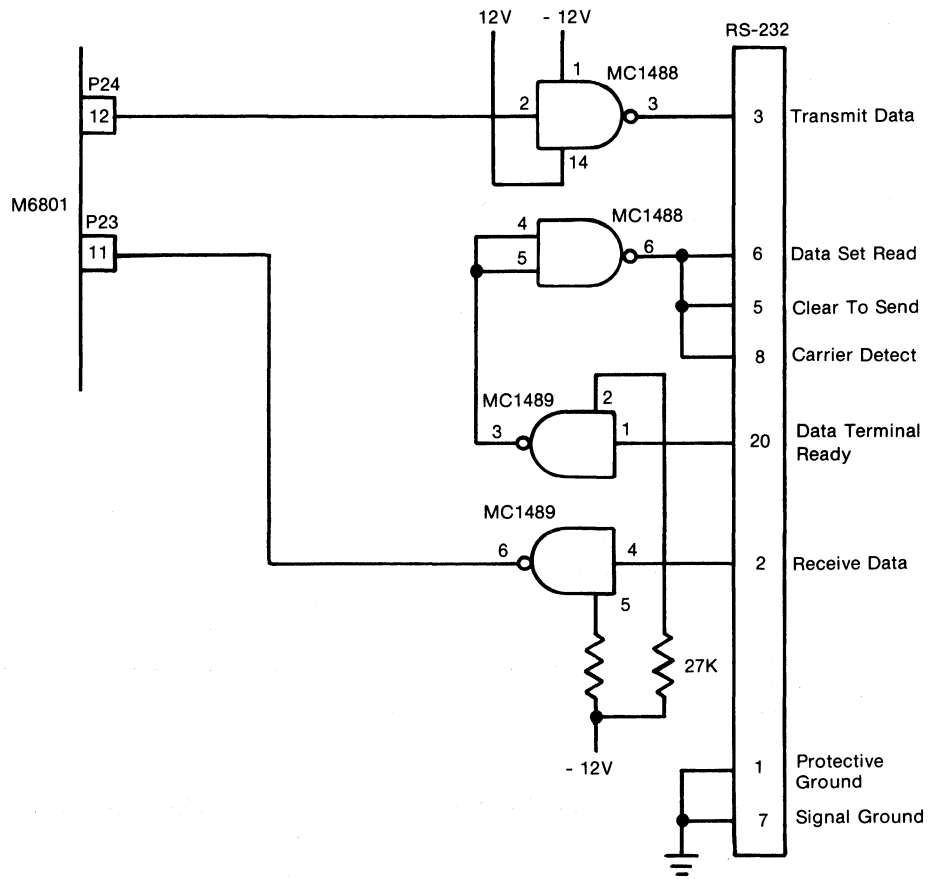 12V - 12V
RS-232
1 MC1488
P24
12 2 3 3 Transmit Data
14
M6801
P23
11
MC1488
4
5 6 6 Data Set Read
5 Clear To Send
8 Carrier Detect
MC1489
2
3 1 20 Data Terminal
Ready
MC1489
6 4 2 Receive Data
5
27K
- 12V
1 Protective
Ground
7 Signal Ground